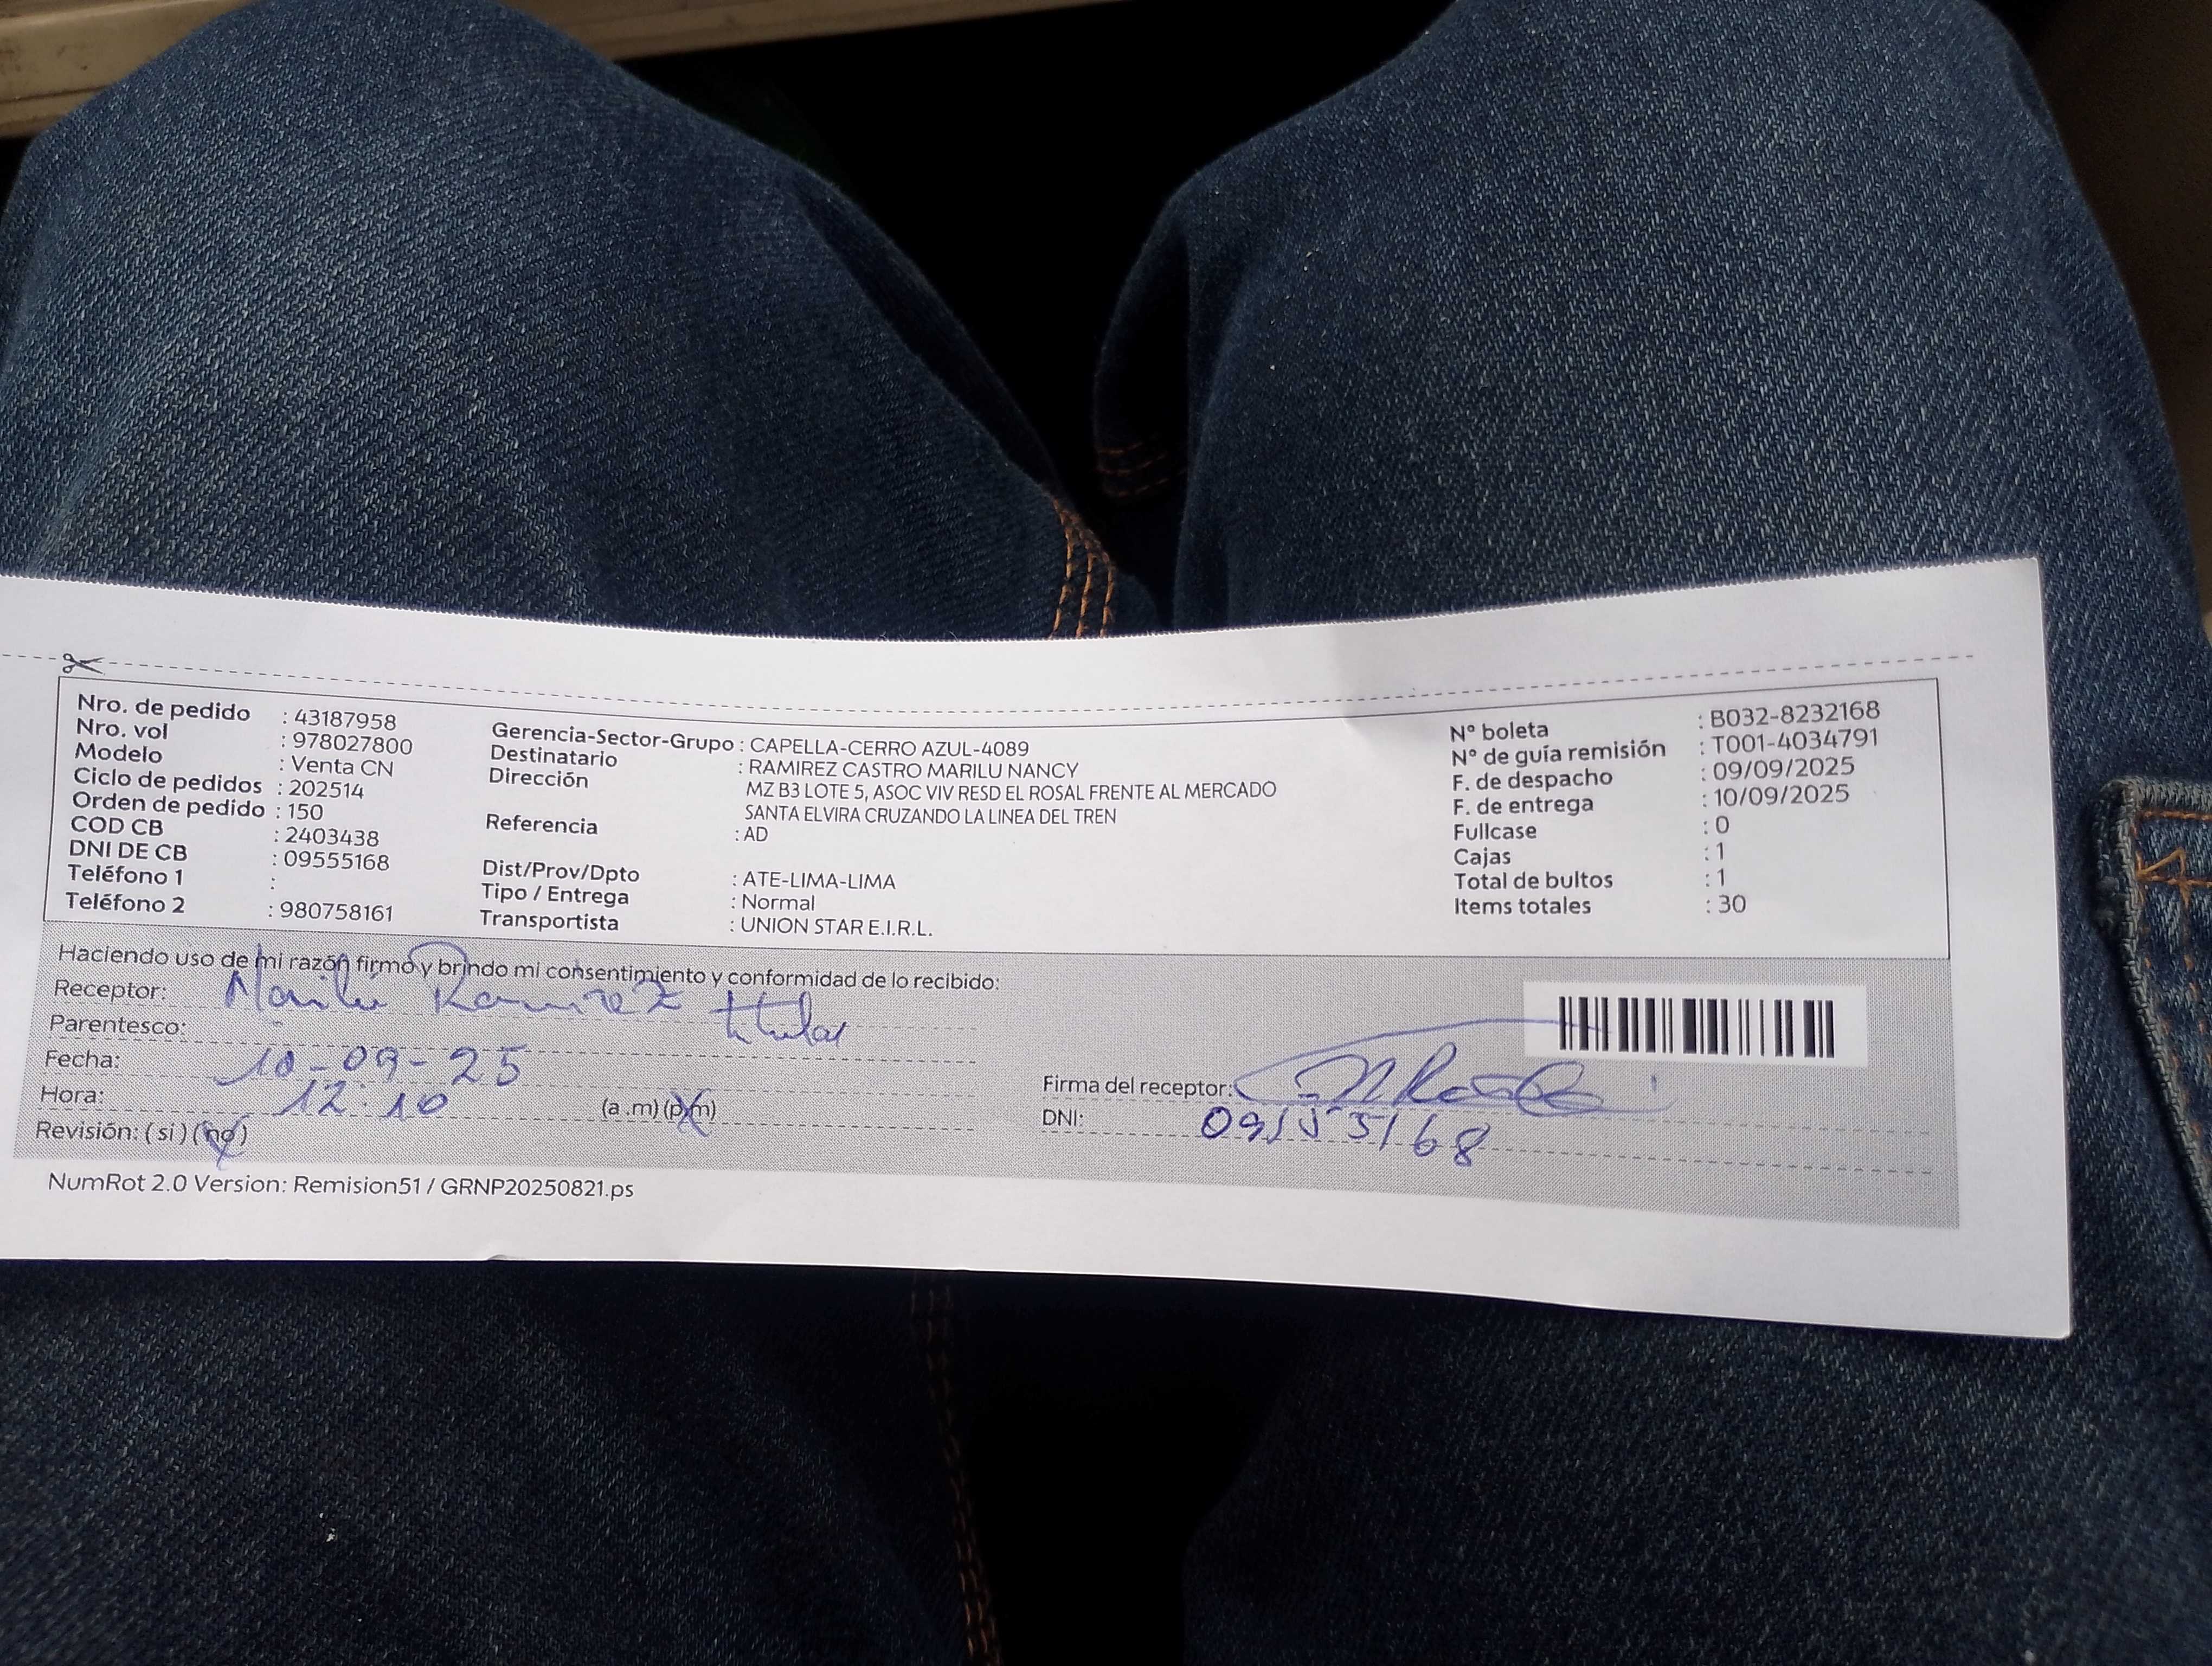 Nro. de pedido : 43187958
Nro. vol : 978027800
Modelo : Venta CN
Ciclo de pedidos : 202514
Orden de pedido : 150
COD CB : 2403438
DNI DE CB : 09555168
Teléfono 1 :
Teléfono 2 : 980758161
Gerencia-Sector-Grupo : CAPELLA-CERRO AZUL-4089
Destinatario : RAMIREZ CASTRO MARILU NANCY
Dirección MZ B3 LOTE 5, ASOC VIV RESD EL ROSAL FRENTE AL MERCADO
SANTA ELVIRA CRUZANDO LA LINEA DEL TREN
Referencia : AD
Dist/Prov/Dpto : ATE-LIMA-LIMA
Tipo / Entrega : Normal
Transportista : UNION STAR E.I.R.L.
N° boleta : B032-8232168
N° de guía remisión : T001-4034791
F. de despacho : 09/09/2025
F. de entrega : 10/09/2025
Fullcase : 0
Cajas : 1
Total de bultos : 1
Items totales : 30
Haciendo uso de mi razón firmo y brindo mi consentimiento y conformidad de lo recibido:
Receptor: Marilu Ramirez
Parentesco: titular
Fecha: 10-09-25
Hora: 12:10 (a .m) (p.m)
Revisión: ( si ) ( no )
Firma del receptor:
DNI: 09555168
NumRot 2.0 Version: Remision51 / GRNP20250821.ps